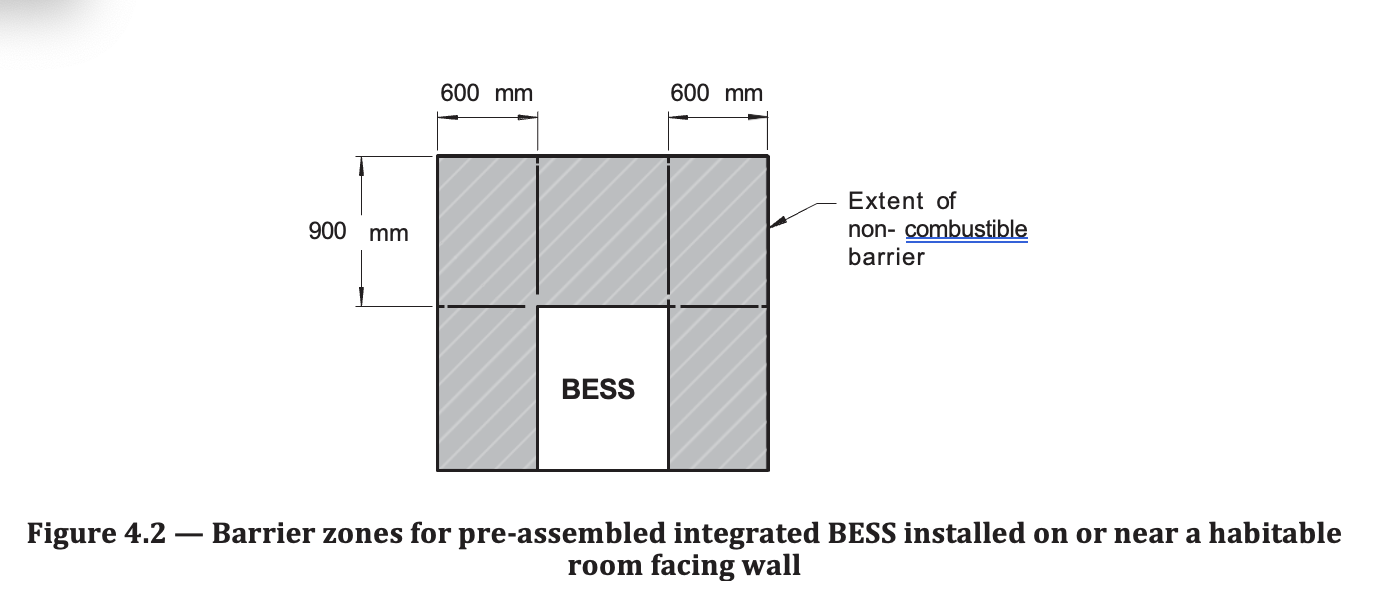 600 mm 600 mm
Extent of
900 mm non- combustible
barrier
BESS
Figure 4.2 — Barrier zones for pre-assembled integrated BESS installed on or near a habitable
room facing wall